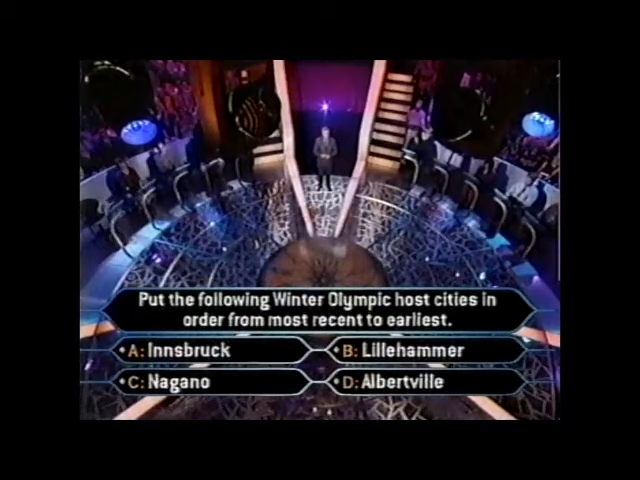 Put the following Winter Olympic host cities in
order from most recent to earliest.
A: Innsbruck
B: Lillehammer
C: Nagano
D: Albertville